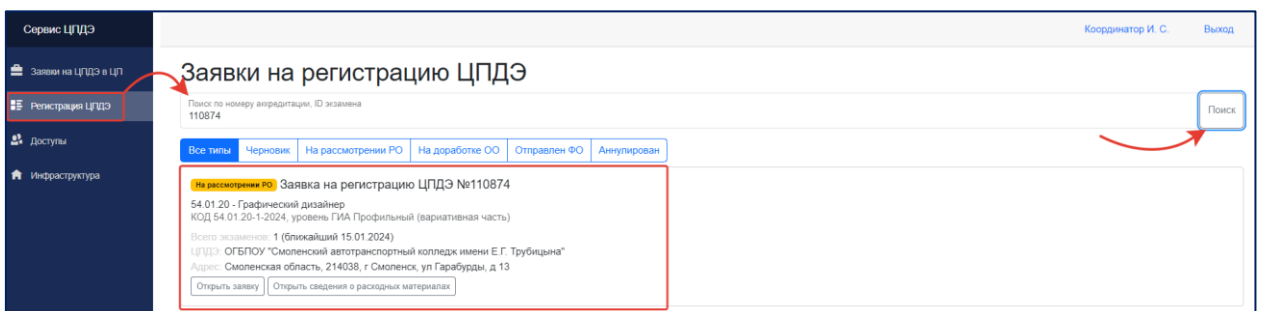 Сервис ЦПДЭ
Координатор И. С.
Выход
Заявки на ЦПДЭ в ЦП
Регистрация ЦПДЭ
Доступы
Инфраструктура
Заявки на регистрацию ЦПДЭ
Поиск по номеру аккредитации, ID экзамена
110874
Поиск
Все типы
Черновик
На рассмотрении РО
На доработке ОО
Отправлен ФО
Аннулирован
На рассмотрении РО Заявка на регистрацию ЦПДЭ №110874
54.01.20 - Графический дизайнер
КОД 54.01.20-1-2024, уровень ГИА Профильный (вариативная часть)
Всего экзаменов: 1 (ближайший 15.01.2024)
ЦПДЭ: ОГБПОУ "Смоленский автотранспортный колледж имени Е.Г. Трубицына"
Адрес: Смоленская область, 214038, г Смоленск, ул Гарабурды, д 13
Открыть заявку
Открыть сведения о расходных материалах